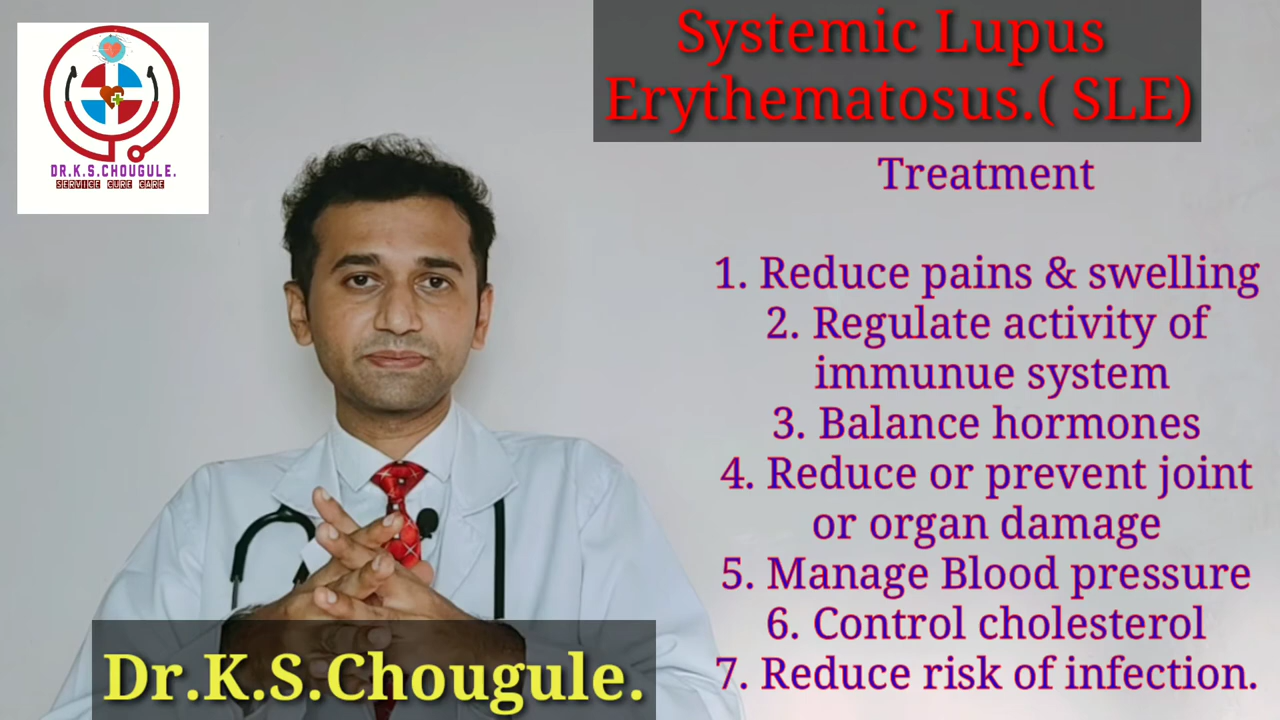 DR.K.S.CHOUGULE.
SERVICE CURE CARE
Systemic Lupus
Erythematosus.( SLE)
Treatment
1. Reduce pains & swelling
2. Regulate activity of
immunue system
3. Balance hormones
4. Reduce or prevent joint
or organ damage
5. Manage Blood pressure
6. Control cholesterol
7. Reduce risk of infection.
Dr.K.S.Chougule.